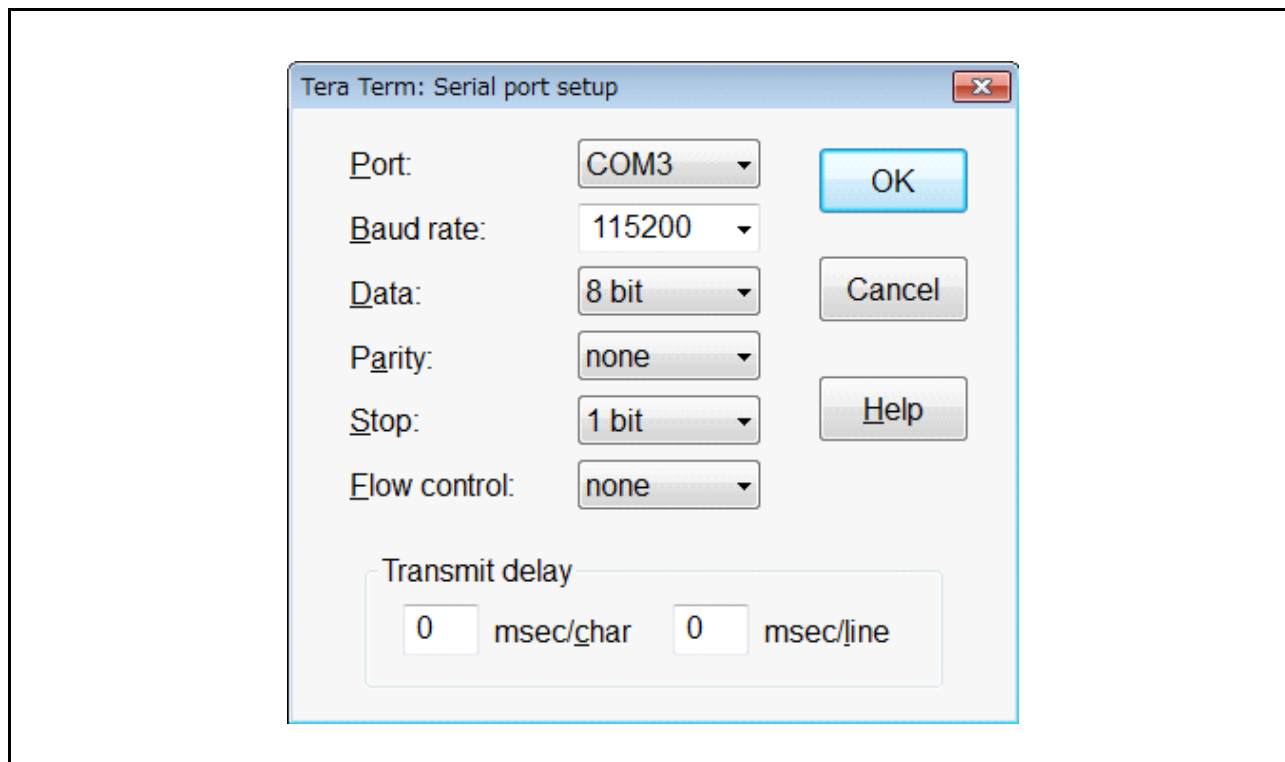 Tera Term: Serial port setup
Port: COM3 OK
Baud rate: 115200
Data: 8 bit Cancel
Parity: none
Stop: 1 bit Help
Flow control: none
Transmit delay
0 msec/char 0 msec/line